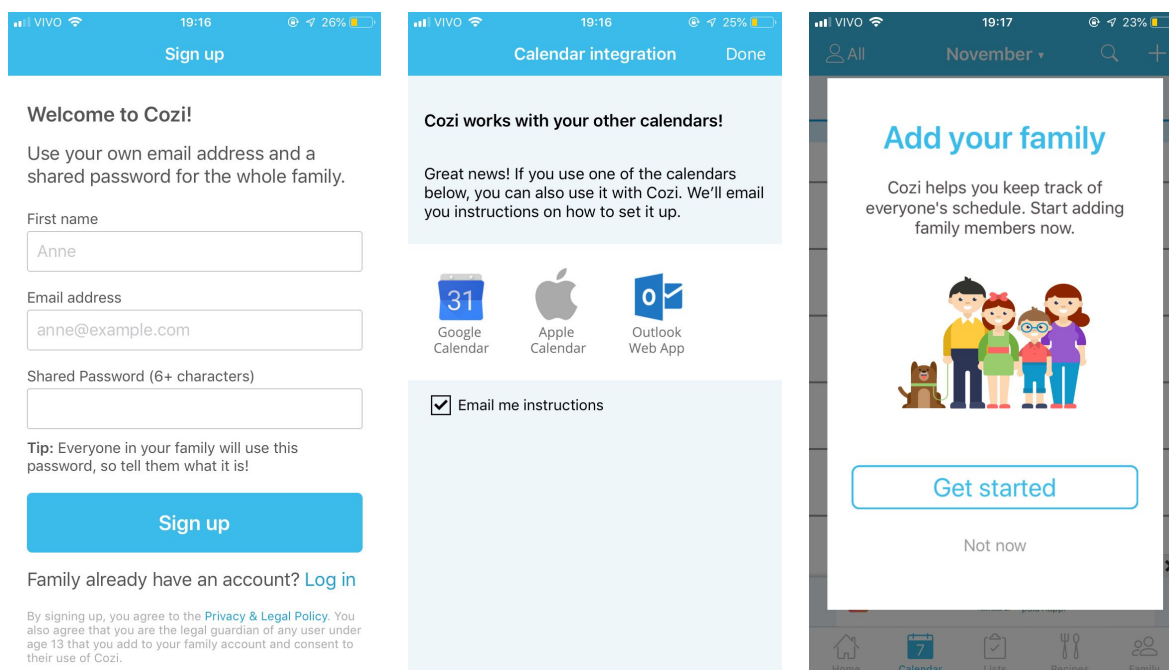 VIVO 19:16 26%
Sign up
Welcome to Cozi!
Use your own email address and a
shared password for the whole family.
First name
Anne
Email address
anne@example.com
Shared Password (6+ characters)
Tip: Everyone in your family will use this
password, so tell them what it is!
Sign up
Family already have an account? Log in
By signing up, you agree to the Privacy & Legal Policy. You
also agree that you are the legal guardian of any user under
age 13 that you add to your family account and consent to
their use of Cozi.
VIVO 19:16 25%
Calendar integration Done
Cozi works with your other calendars!
Great news! If you use one of the calendars
below, you can also use it with Cozi. We'll email
you instructions on how to set it up.
31
Google
Calendar
Apple
Calendar
Outlook
Web App
Email me instructions
VIVO 19:17 23%
All November
Add your family
Cozi helps you keep track of
everyone's schedule. Start adding
family members now.
Get started
Not now
7
Home Calendar Lists Recipes Family